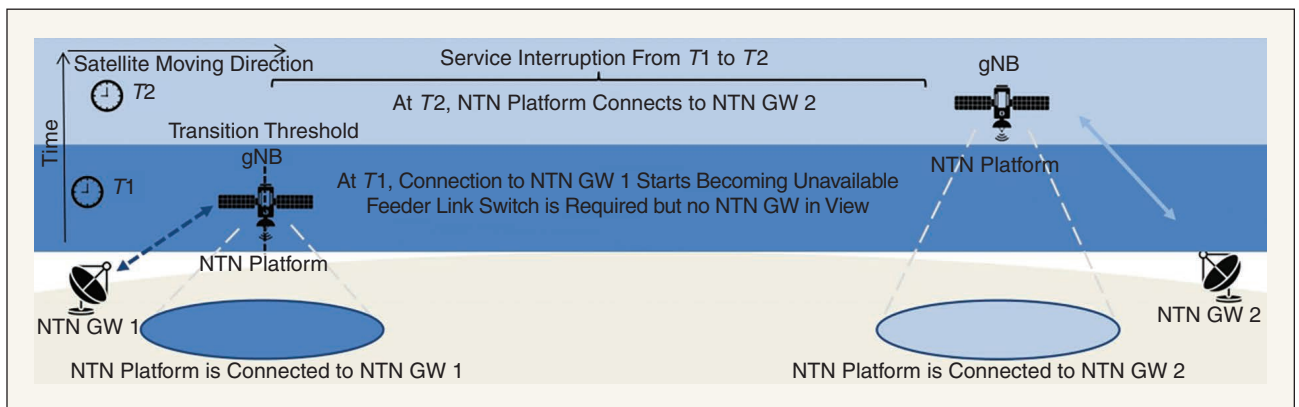 Satellite Moving Direction
Service Interruption From T1 to T2
gNB
T2
At T2, NTN Platform Connects to NTN GW 2
Time
Transition Threshold
gNB
NTN Platform
T1
At T1, Connection to NTN GW 1 Starts Becoming Unavailable
Feeder Link Switch is Required but no NTN GW in View
NTN Platform
NTN GW 1
NTN GW 2
NTN Platform is Connected to NTN GW 1
NTN Platform is Connected to NTN GW 2